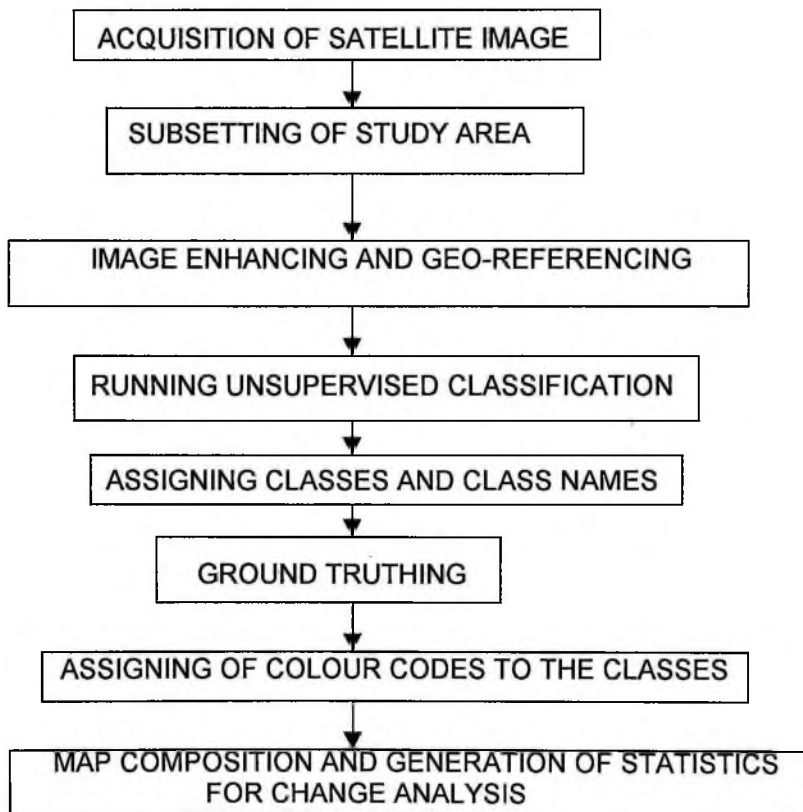 ACQUISITION OF SATELLITE IMAGE
SUBSETTING OF STUDY AREA
IMAGE ENHANCING AND GEO-REFERENCING
RUNNING UNSUPERVISED CLASSIFICATION
ASSIGNING CLASSES AND CLASS NAMES
GROUND TRUTHING
ASSIGNING OF COLOUR CODES TO THE CLASSES
MAP COMPOSITION AND GENERATION OF STATISTICS
FOR CHANGE ANALYSIS